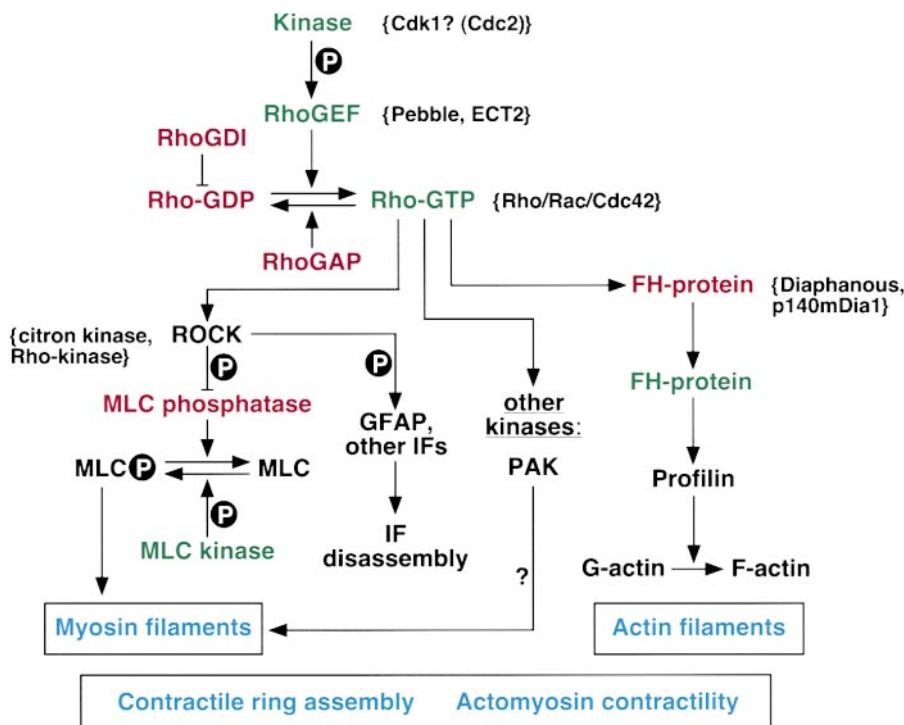 Kinase {Cdk1? (Cdc2)}
P
RhoGEF {Pebble, ECT2}
RhoGDI
Rho-GDP Rho-GTP {Rho/Rac/Cdc42}
RhoGAP
FH-protein {Diaphanous,
p140mDia1}
{citron kinase,
Rho-kinase}
ROCK
P
P
FH-protein
MLC phosphatase
GFAP,
other IFs
other
kinases:
MLC P MLC
PAK
Profilin
P
MLC kinase
IF
disassembly
?
G-actin F-actin
Myosin filaments
Actin filaments
Contractile ring assembly Actomyosin contractility